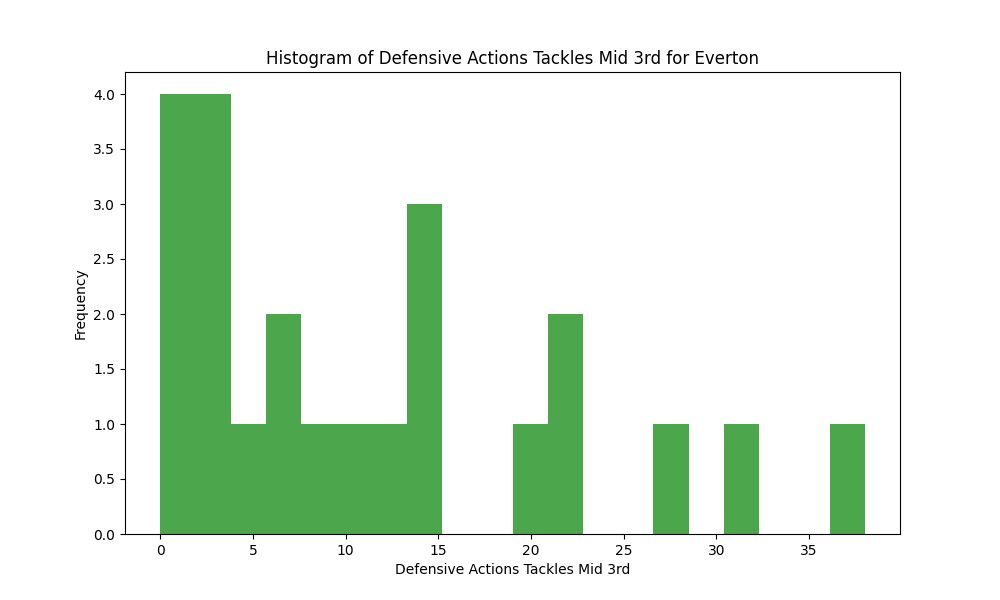 Histogram of Defensive Actions Tackles Mid 3rd for Everton
4.0
3.5
3.0
2.5
2.0
1.5
1.0
0.5
0.0
Frequency
0 5 10 15 20 25 30 35
Defensive Actions Tackles Mid 3rd